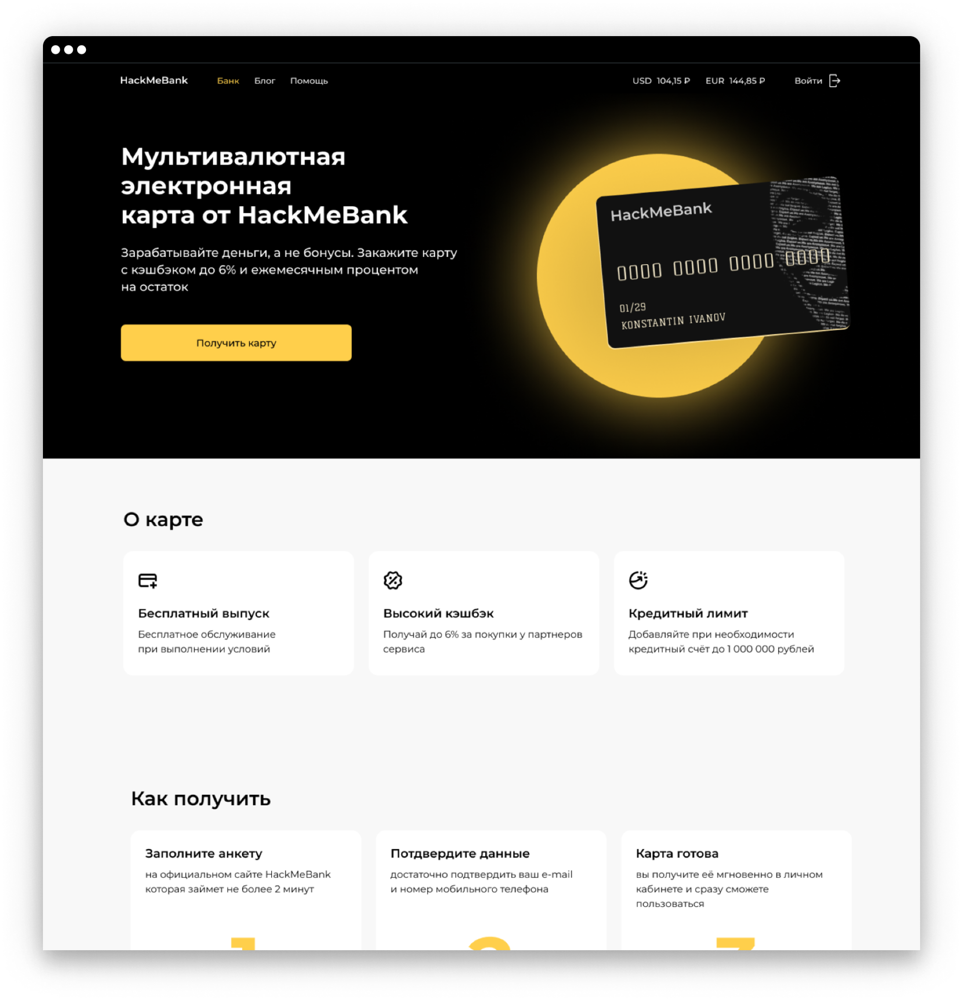 HackMeBank Банк Блог Помощь USD 104,15 ₽ EUR 144,85 ₽ Войти
Мультивалютная
электронная
карта от HackMeBank
Зарабатывайте деньги, а не бонусы. Закажите карту
с кэшбэком до 6% и ежемесячным процентом
на остаток
Получить карту
HackMeBank
0000 0000 0000 0000
01/29
KONSTANTIN IVANOV
О карте
Бесплатный выпуск
Бесплатное обслуживание
при выполнении условий
Высокий кэшбэк
Получай до 6% за покупки у партнеров
сервиса
Кредитный лимит
Добавляйте при необходимости
кредитный счёт до 1 000 000 рублей
Как получить
Заполните анкету
на официальном сайте HackMeBank
которая займет не более 2 минут
1
Потдвердите данные
достаточно подтвердить ваш e-mail
и номер мобильного телефона
2
Карта готова
вы получите её мгновенно в личном
кабинете и сразу сможете
пользоваться
3